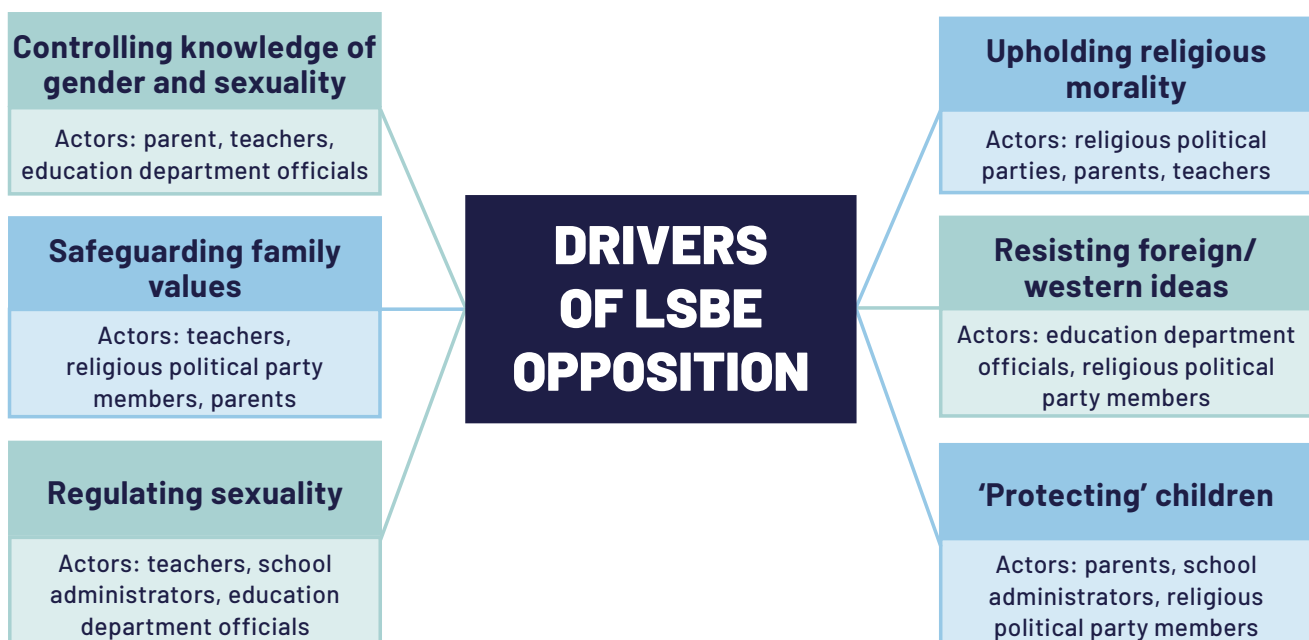 Controlling knowledge of
gender and sexuality
Actors: parent, teachers,
education department officials
Safeguarding family
values
Actors: teachers,
religious political party
members, parents
Regulating sexuality
Actors: teachers, school
administrators, education
department officials
DRIVERS
OF LSBE
OPPOSITION
Upholding religious
morality
Actors: religious political
parties, parents, teachers
Resisting foreign/
western ideas
Actors: education department
officials, religious political
party members
‘Protecting’ children
Actors: parents, school
administrators, religious
political party members